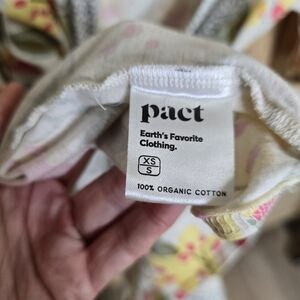 pact
Earth's Favorite
Clothing.
XS
S
100% ORGANIC COTTON